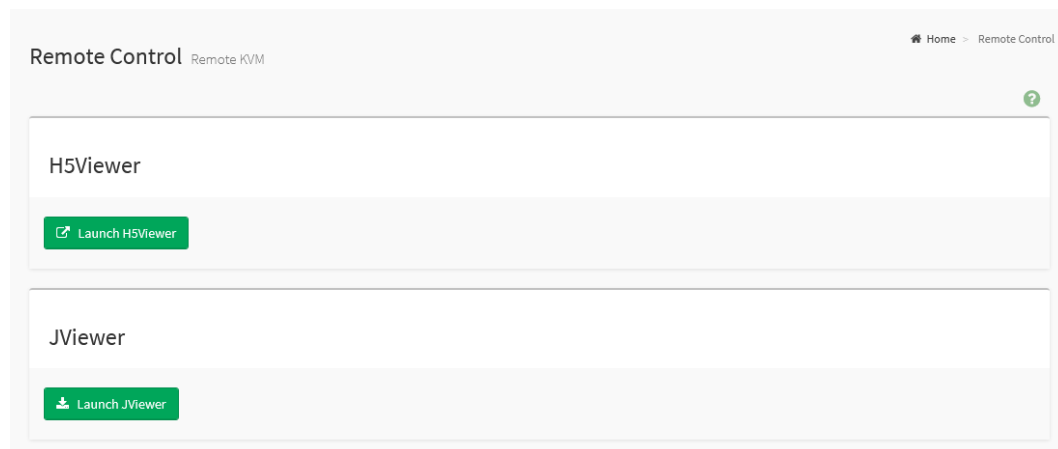 Home > Remote Control
Remote Control Remote KVM
?
H5Viewer
Launch H5Viewer
JViewer
Launch JViewer